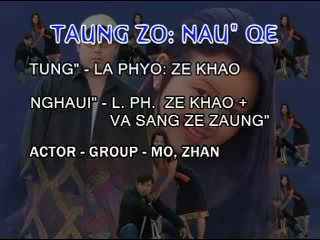 TAUNG ZO: NAU" QE
TUNG" - LA PHYO: ZE KHAO
NGHAUI" - L. PH. ZE KHAO +
VA SANG ZE ZAUNG"
ACTOR - GROUP - MO, ZHAN